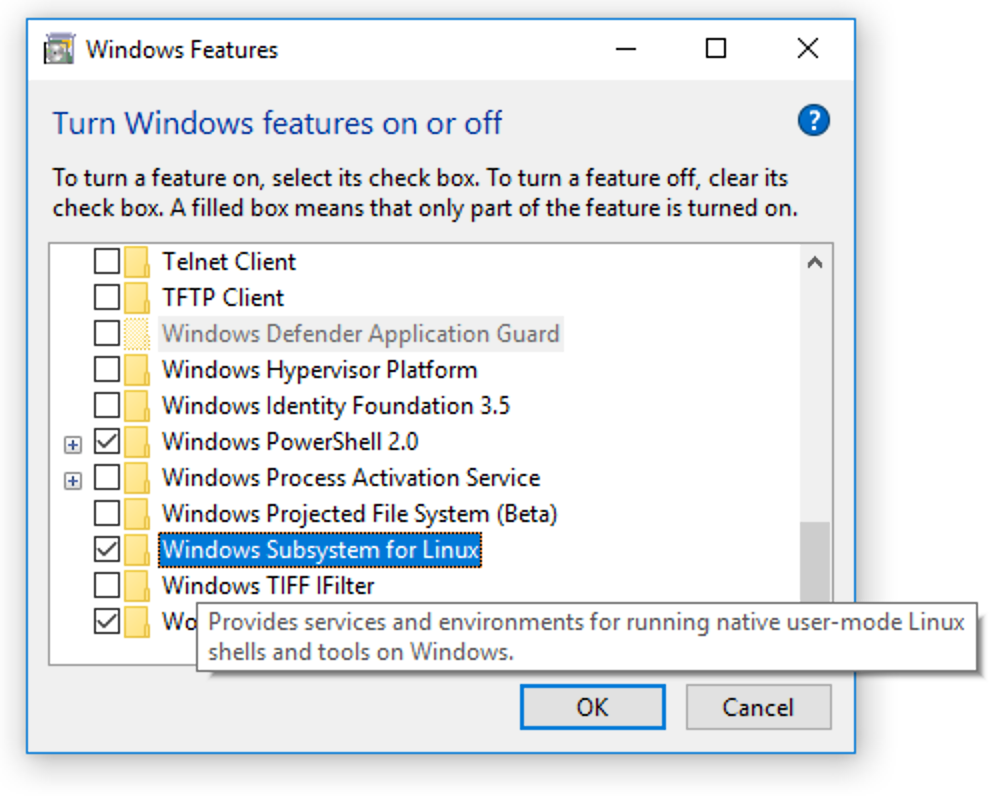 Windows Features
Turn Windows features on or off
?
To turn a feature on, select its check box. To turn a feature off, clear its
check box. A filled box means that only part of the feature is turned on.
Telnet Client
TFTP Client
Windows Defender Application Guard
Windows Hypervisor Platform
Windows Identity Foundation 3.5
Windows PowerShell 2.0
Windows Process Activation Service
Windows Projected File System (Beta)
Windows Subsystem for Linux
Windows TIFF IFilter
Provides services and environments for running native user-mode Linux
shells and tools on Windows.
OK
Cancel